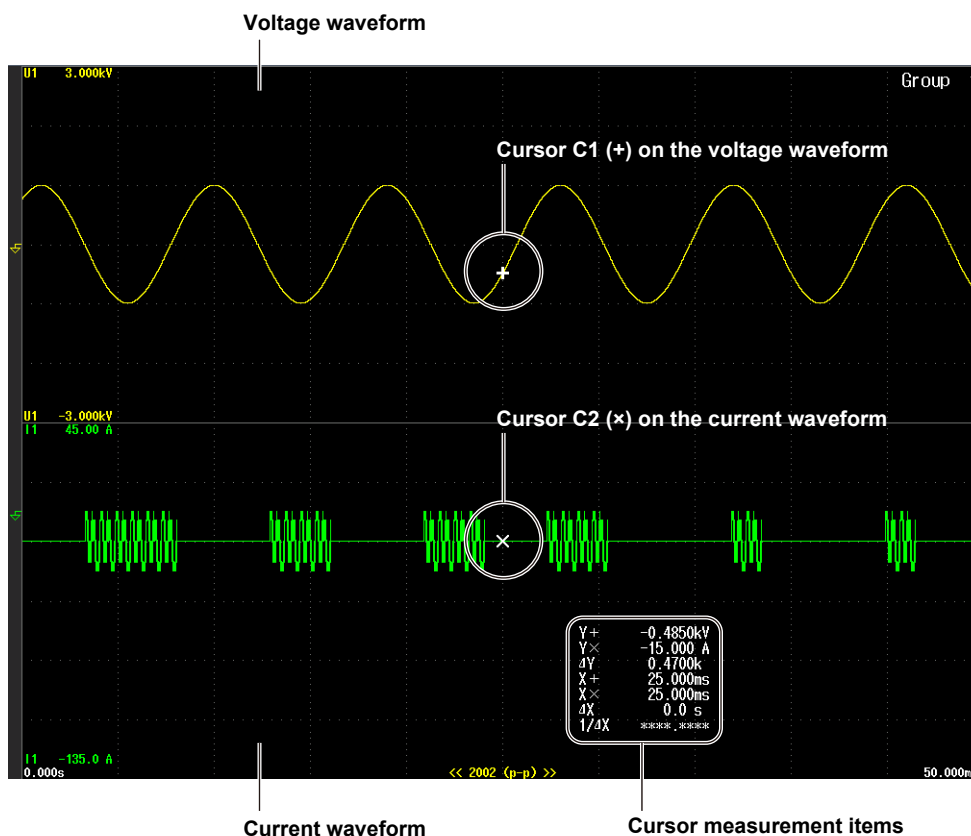 Voltage waveform
U1 3.000kV
Group
Cursor C1 (+) on the voltage waveform
U1 -3.000kV
I1 45.00 A
Cursor C2 (×) on the current waveform
Y+ -0.4850kV
Y× -15.000 A
ΔY 0.4700k
X+ 25.000ms
X× 25.000ms
ΔX 0.0 s
1/ΔX ****.****
I1 -135.0 A
0.000s << 2002 (p-p) >> 50.000m
Current waveform
Cursor measurement items